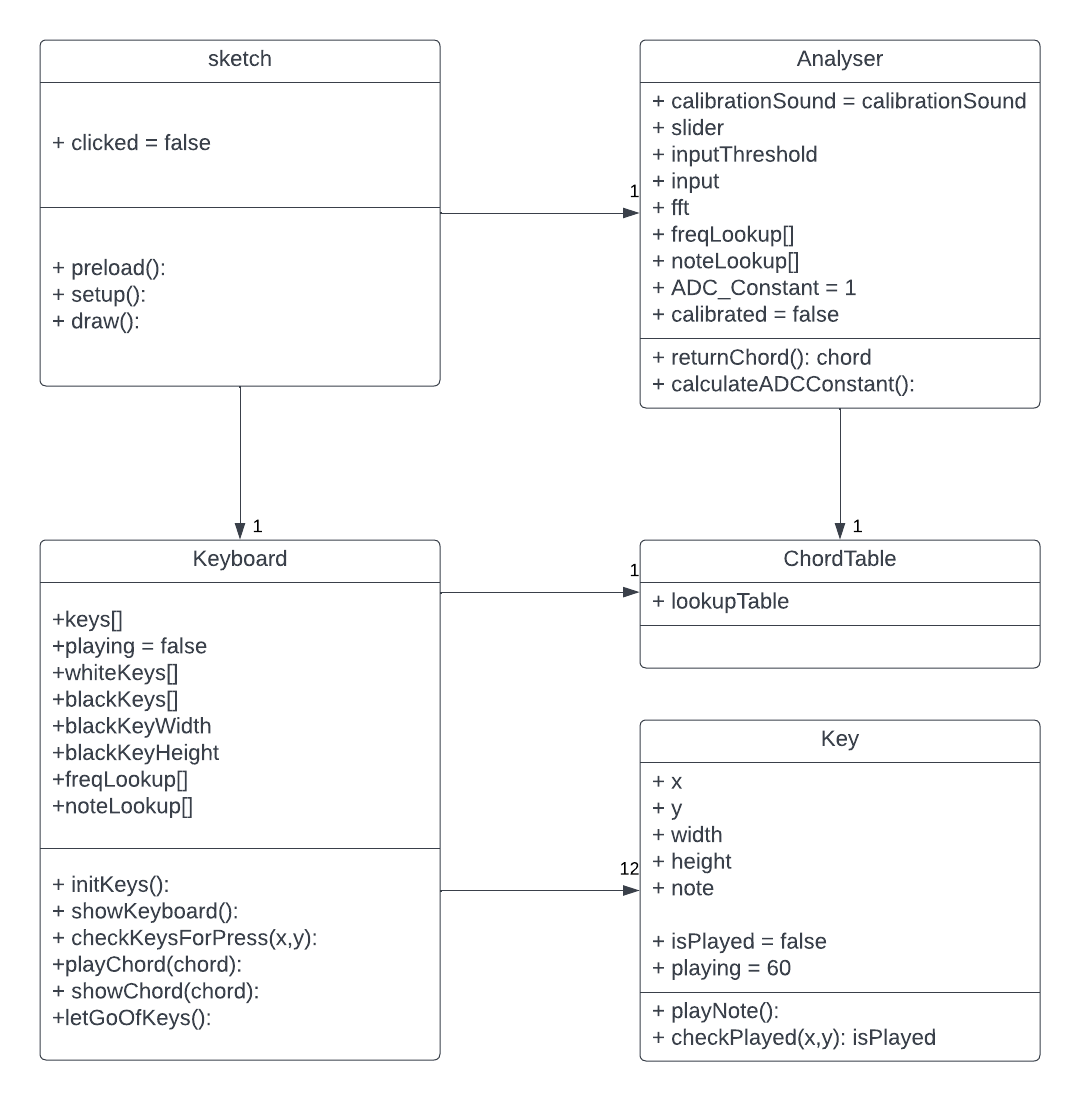 sketch
+ clicked = false
+ preload():
+ setup():
+ draw():
1
Analyser
+ calibrationSound = calibrationSound
+ slider
+ inputThreshold
+ input
+ fft
+ freqLookup[]
+ noteLookup[]
+ ADC_Constant = 1
+ calibrated = false
+ returnChord(): chord
+ calculateADCConstant():
1
1
Keyboard
+keys[]
+playing = false
+whiteKeys[]
+blackKeys[]
+blackKeyWidth
+blackKeyHeight
+freqLookup[]
+noteLookup[]
+ initKeys():
+ showKeyboard():
+ checkKeysForPress(x,y):
+playChord(chord):
+ showChord(chord):
+letGoOfKeys():
1
ChordTable
+ lookupTable
12
Key
+ x
+ y
+ width
+ height
+ note
+ isPlayed = false
+ playing = 60
+ playNote():
+ checkPlayed(x,y): isPlayed